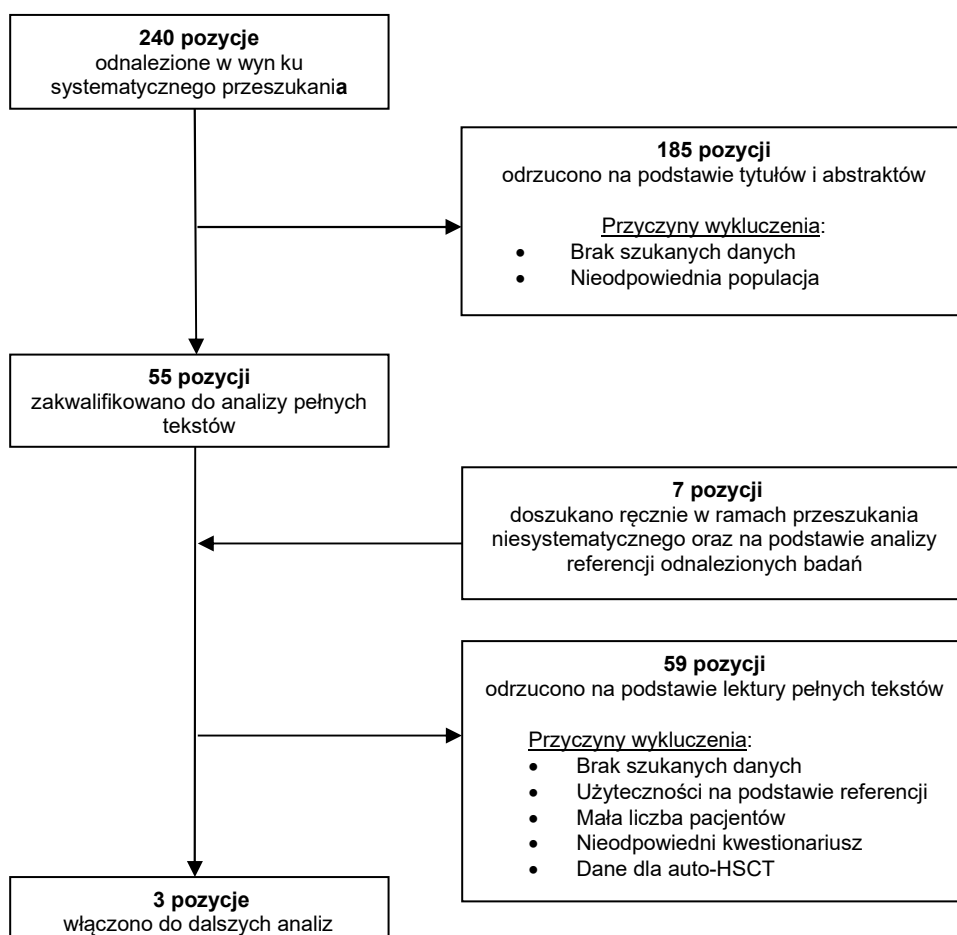 240 pozycje
odnalezione w wyn ku
systematycznego przeszukania
185 pozycji
odrzucono na podstawie tytułów i abstraktów
Przyczyny wykluczenia:
• Brak szukanych danych
• Nieodpowiednia populacja
55 pozycji
zakwalifikowano do analizy pełnych
tekstów
7 pozycji
doszukano ręcznie w ramach przeszukania
niesystematycznego oraz na podstawie analizy
referencji odnalezionych badań
59 pozycji
odrzucono na podstawie lektury pełnych tekstów
Przyczyny wykluczenia:
• Brak szukanych danych
• Użyteczności na podstawie referencji
• Mała liczba pacjentów
• Nieodpowiedni kwestionariusz
• Dane dla auto-HSCT
3 pozycje
włączono do dalszych analiz